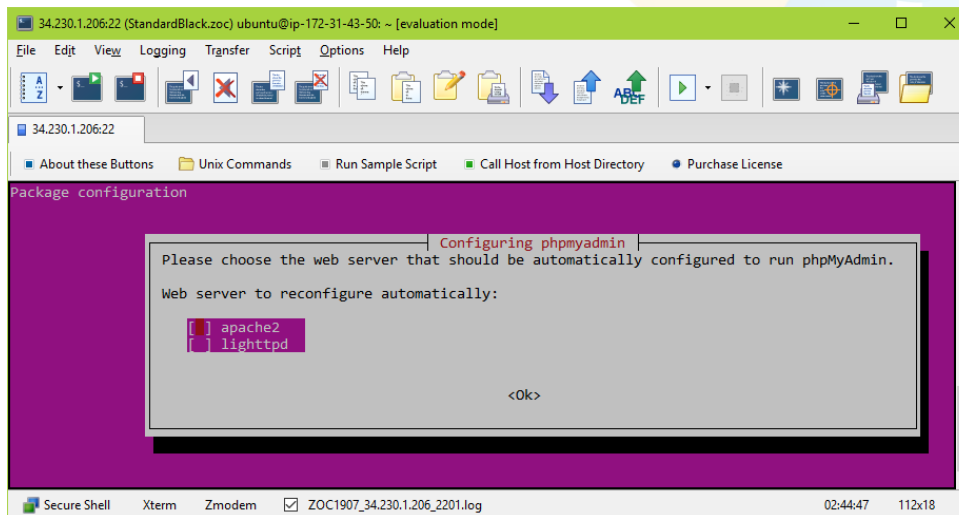 34.230.1.206:22 (StandardBlack.zoc) ubuntu@ip-172-31-43-50: ~ [evaluation mode]
File Edit View Logging Transfer Script Options Help
34.230.1.206:22
About these Buttons Unix Commands Run Sample Script Call Host from Host Directory Purchase License
Package configuration
Configuring phpmyadmin
Please choose the web server that should be automatically configured to run phpMyAdmin.
Web server to reconfigure automatically:
[ ] apache2
[ ] lighttpd
<Ok>
Secure Shell Xterm Zmodem ZOC1907_34.230.1.206_2201.log 02:44:47 112x18